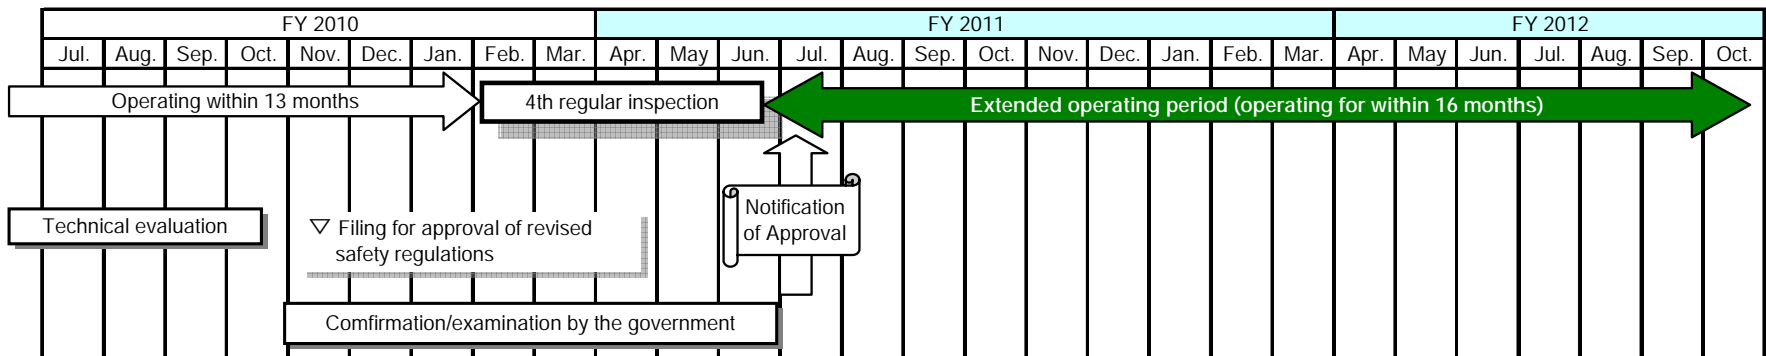 FY 2010 FY 2011 FY 2012
Jul. Aug. Sep. Oct. Nov. Dec. Jan. Feb. Mar. Apr. May Jun. Jul. Aug. Sep. Oct. Nov. Dec. Jan. Feb. Mar. Apr. May Jun. Jul. Aug. Sep. Oct.
Operating within 13 months
4th regular inspection
Extended operating period (operating for within 16 months)
Technical evaluation
▽ Filing for approval of revised
safety regulations
Notification
of Approval
Comfirmation/examination by the government